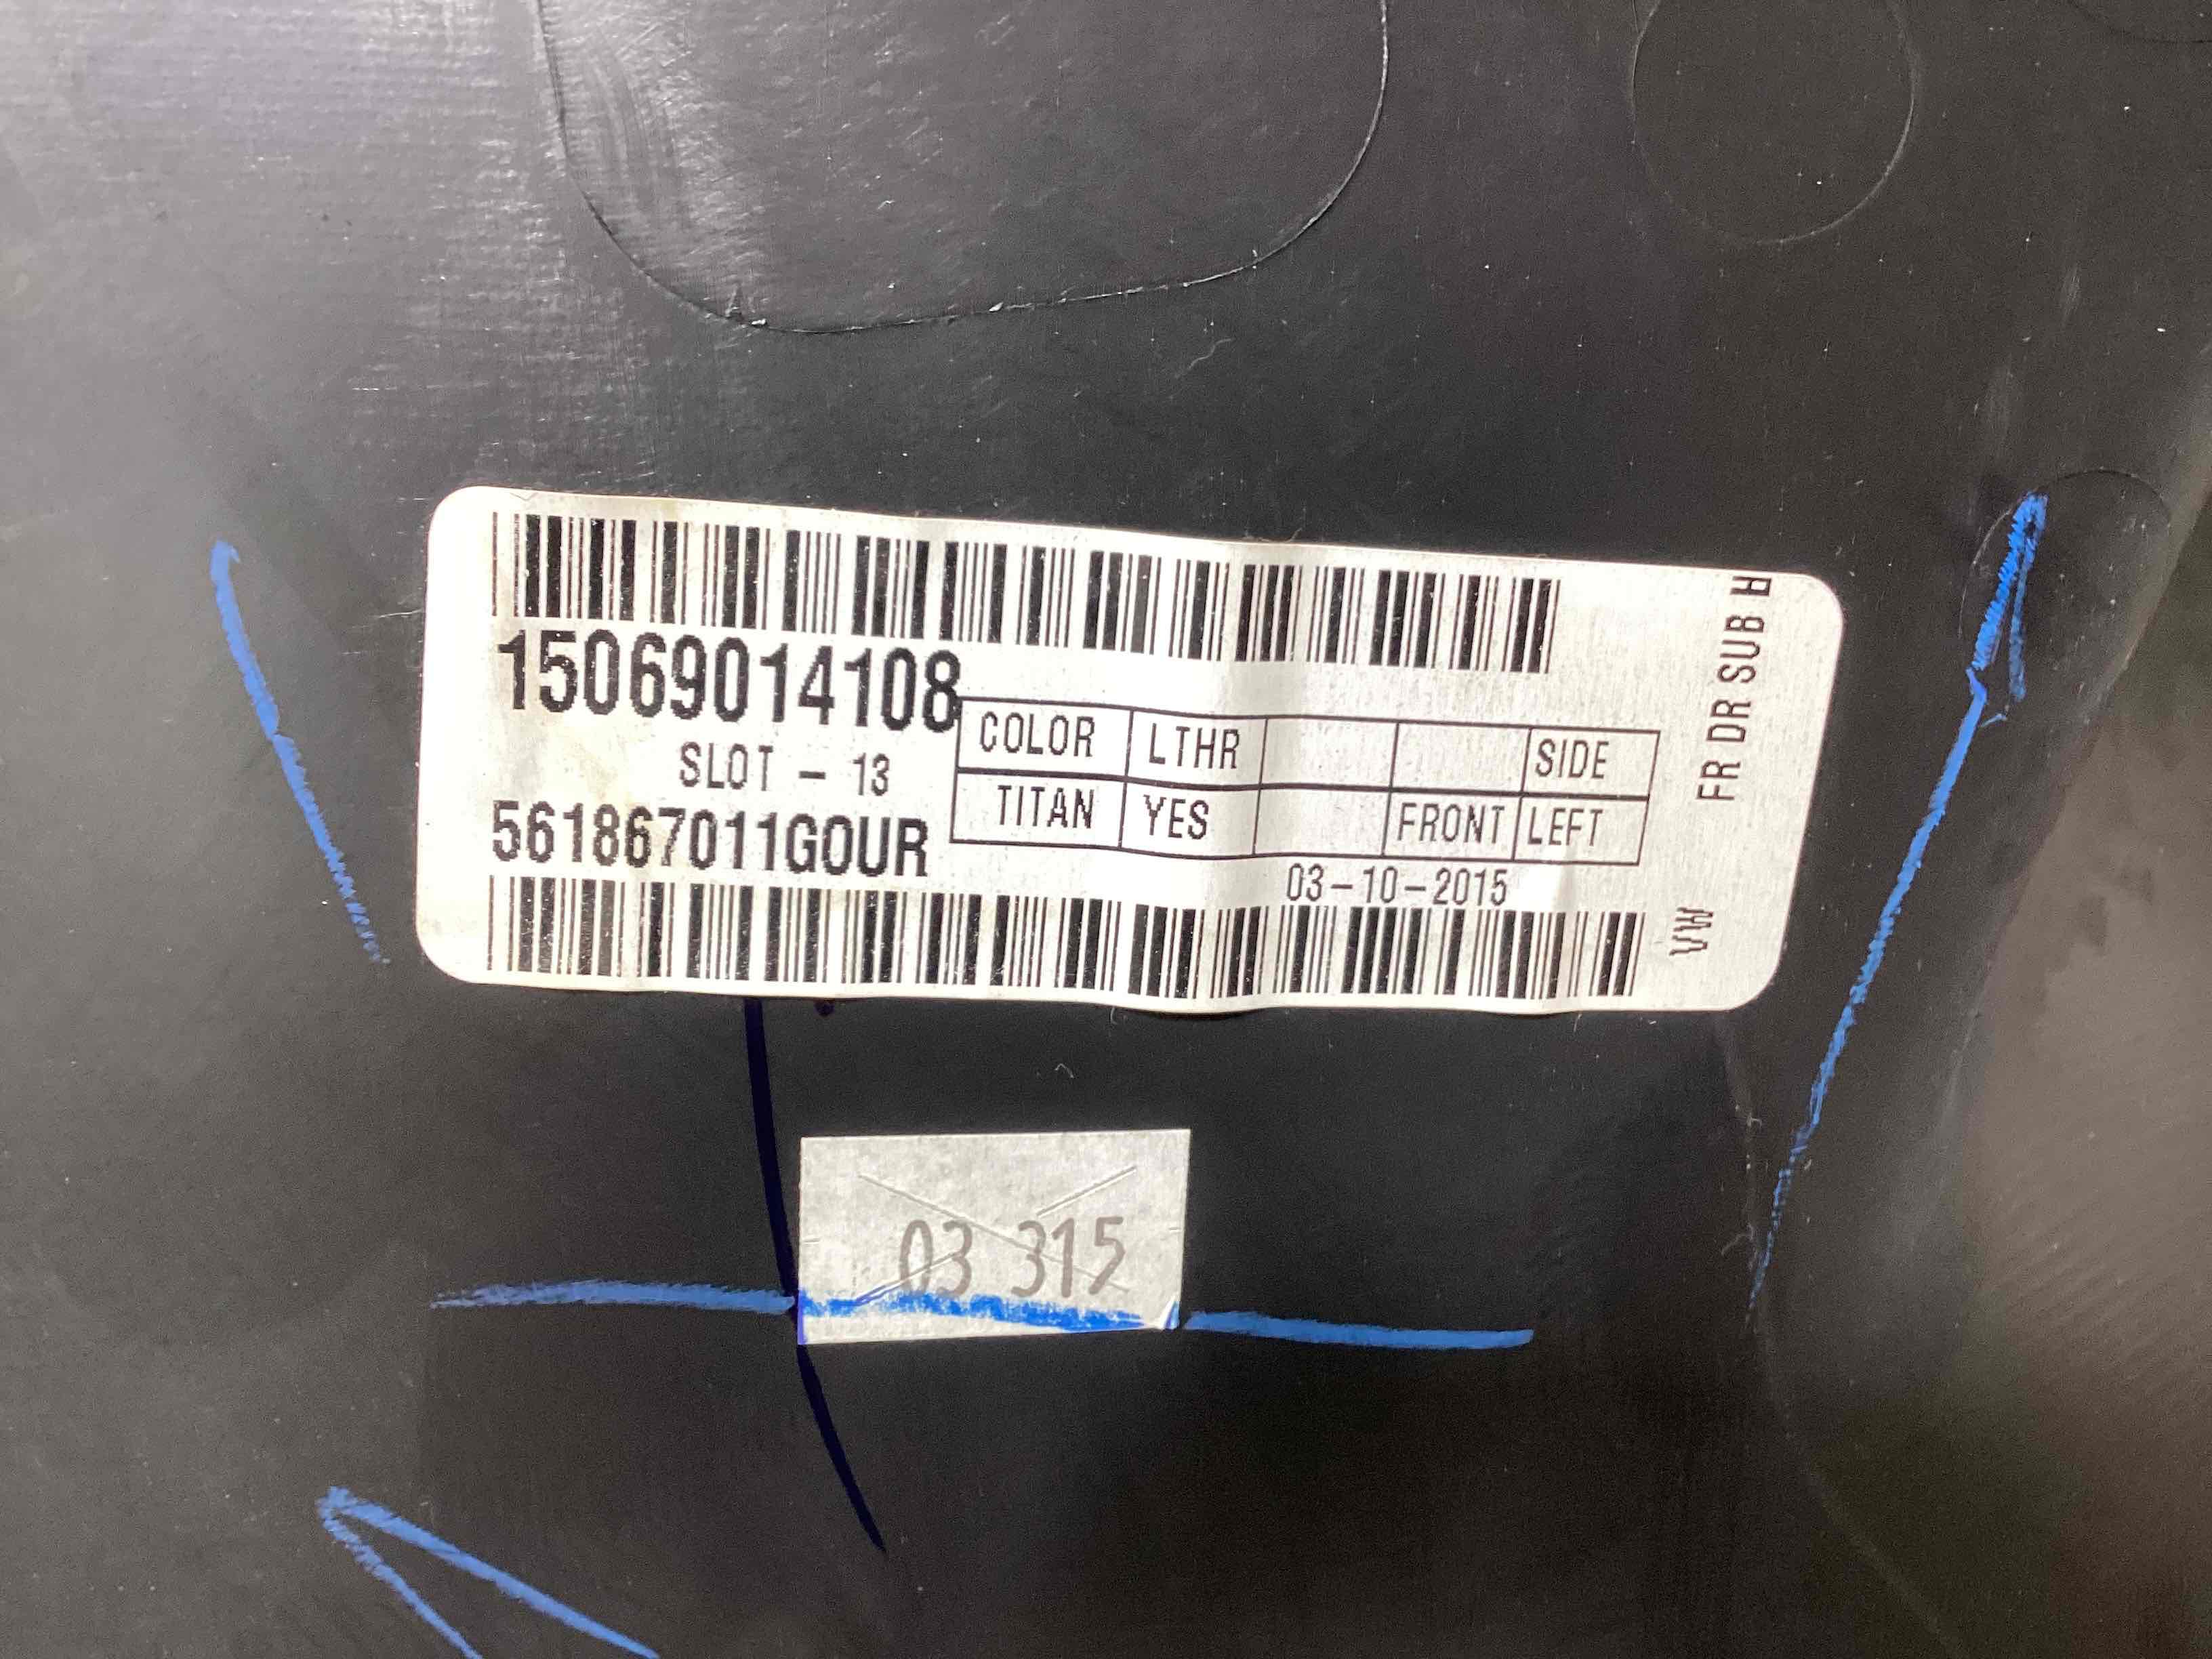 15069014108
SLOT - 13
561867011GOUR
COLOR LTHR SIDE
TITAN YES FRONT LEFT
03-10-2015
VW FR DR SUB
03 315